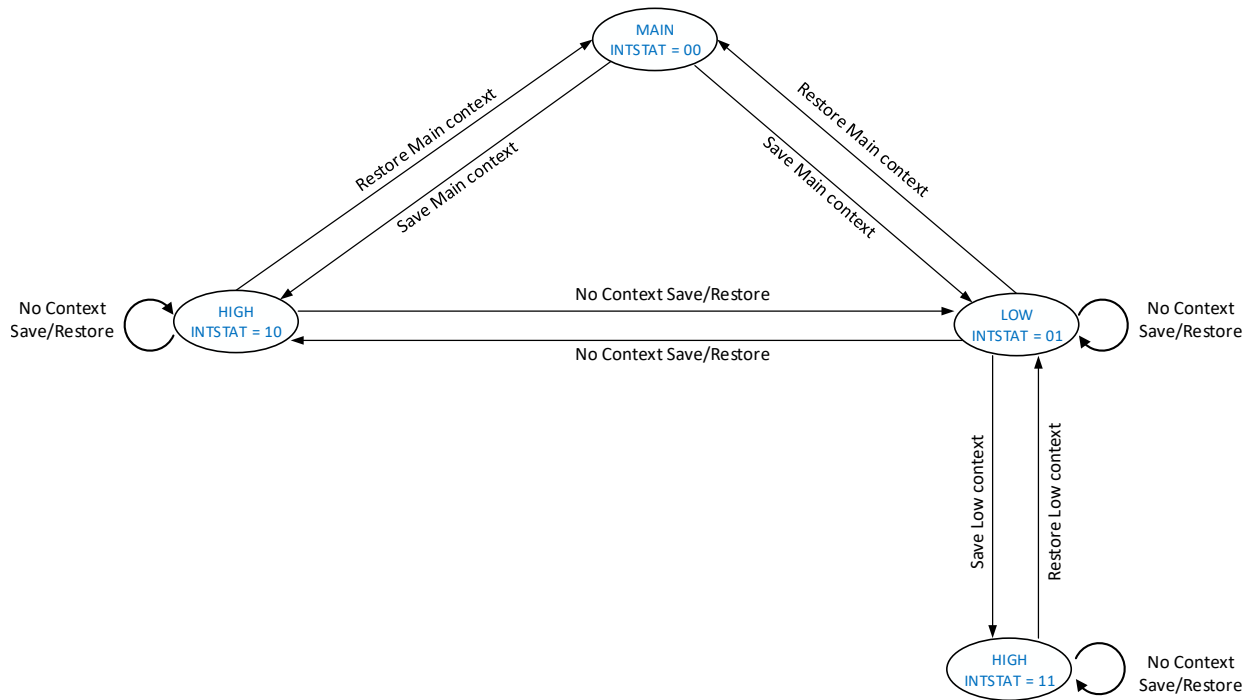 MAIN
INTSTAT = 00
Restore Main context
Save Main context
Restore Main context
Save Main context
No Context
Save/Restore
HIGH
INTSTAT = 10
No Context Save/Restore
No Context Save/Restore
LOW
INTSTAT = 01
No Context
Save/Restore
Save Low context
Restore Low context
HIGH
INTSTAT = 11
No Context
Save/Restore